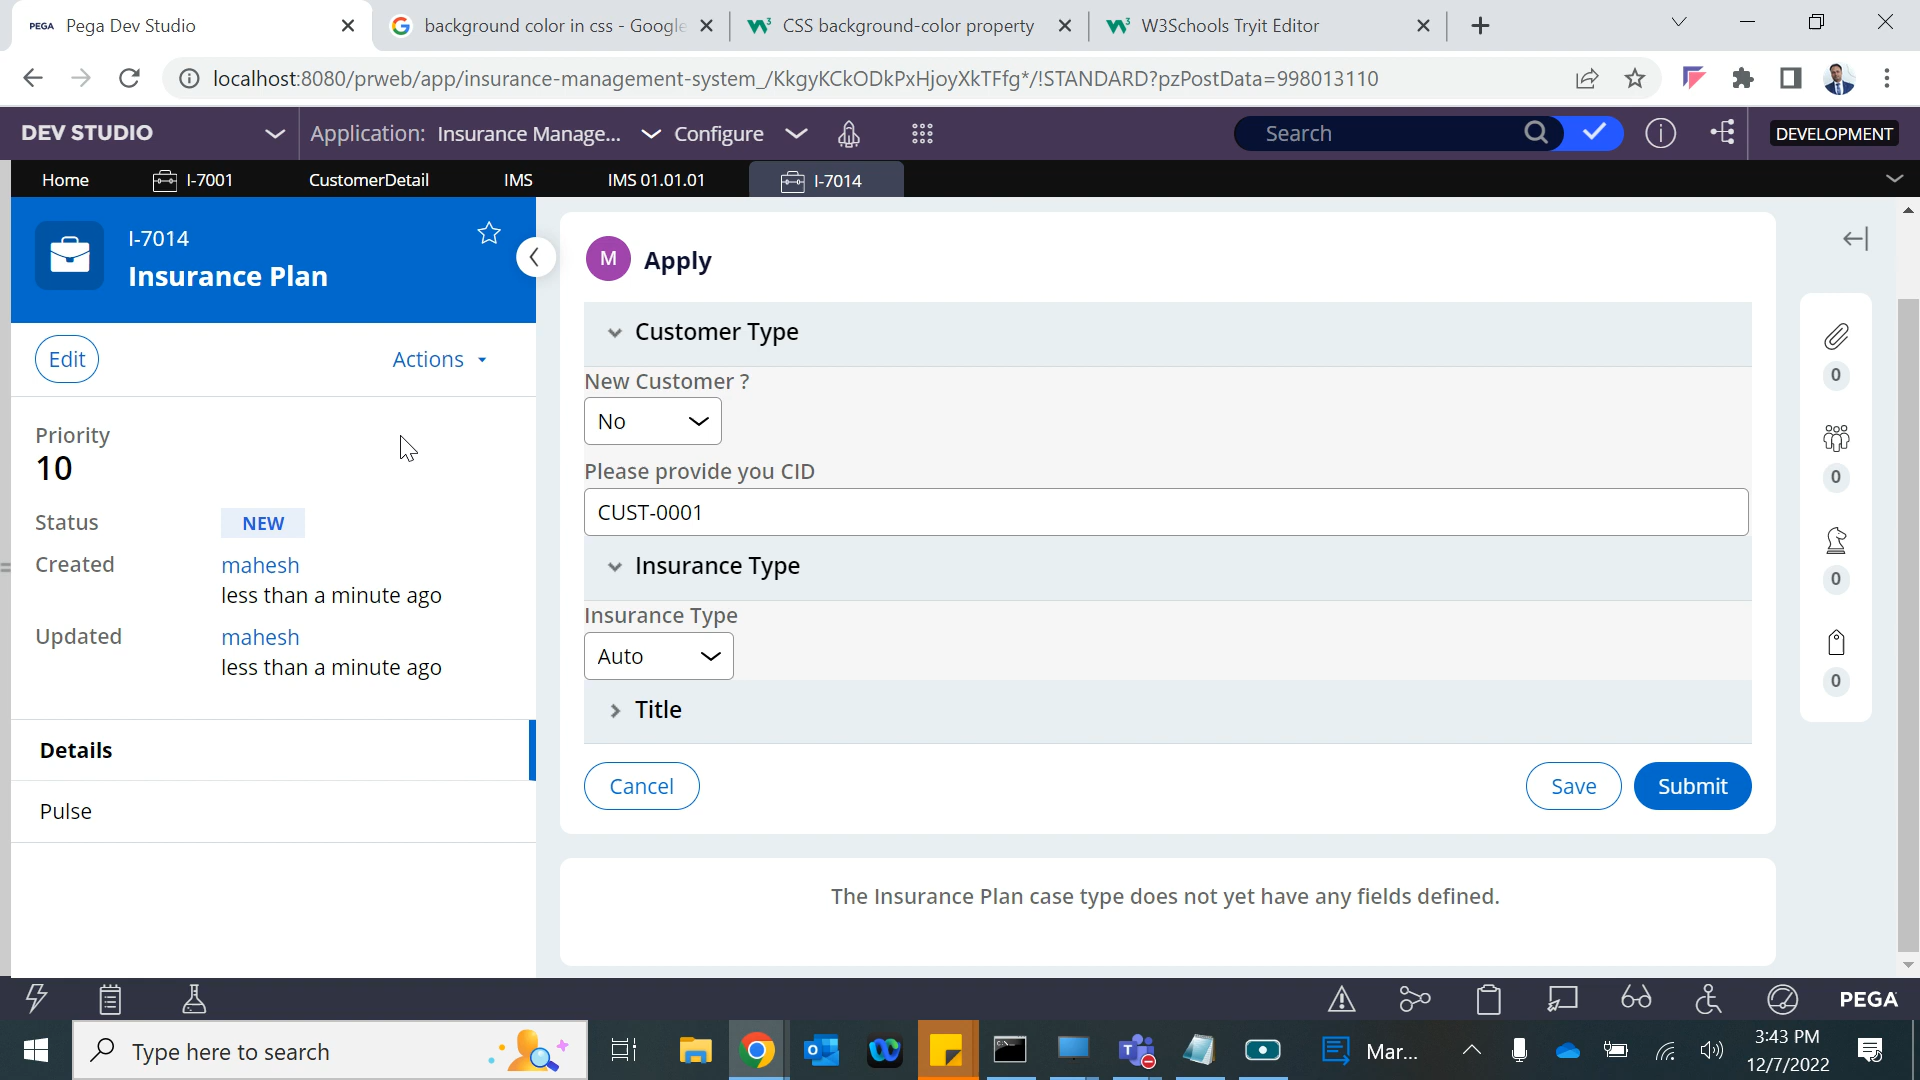 PEGA Pega Dev Studio
background color in css - Google
CSS background-color property
W3Schools Tryit Editor
localhost:8080/prweb/app/insurance-management-system_/KkgyKCkODkPxHjoyXkTFfg*/!STANDARD?pzPostData=998013110
DEV STUDIO
Application: Insurance Manage...
Configure
Search
DEVELOPMENT
Home
I-7001
CustomerDetail
IMS
IMS 01.01.01
I-7014
I-7014
Insurance Plan
Edit
Actions
Priority
10
Status NEW
Created mahesh
less than a minute ago
Updated mahesh
less than a minute ago
Details
Pulse
M Apply
Customer Type
New Customer ?
No
Please provide you CID
CUST-0001
Insurance Type
Insurance Type
Auto
Title
Cancel
Save
Submit
The Insurance Plan case type does not yet have any fields defined.
0
0
0
0
PEGA
Type here to search
Mar...
3:43 PM
12/7/2022